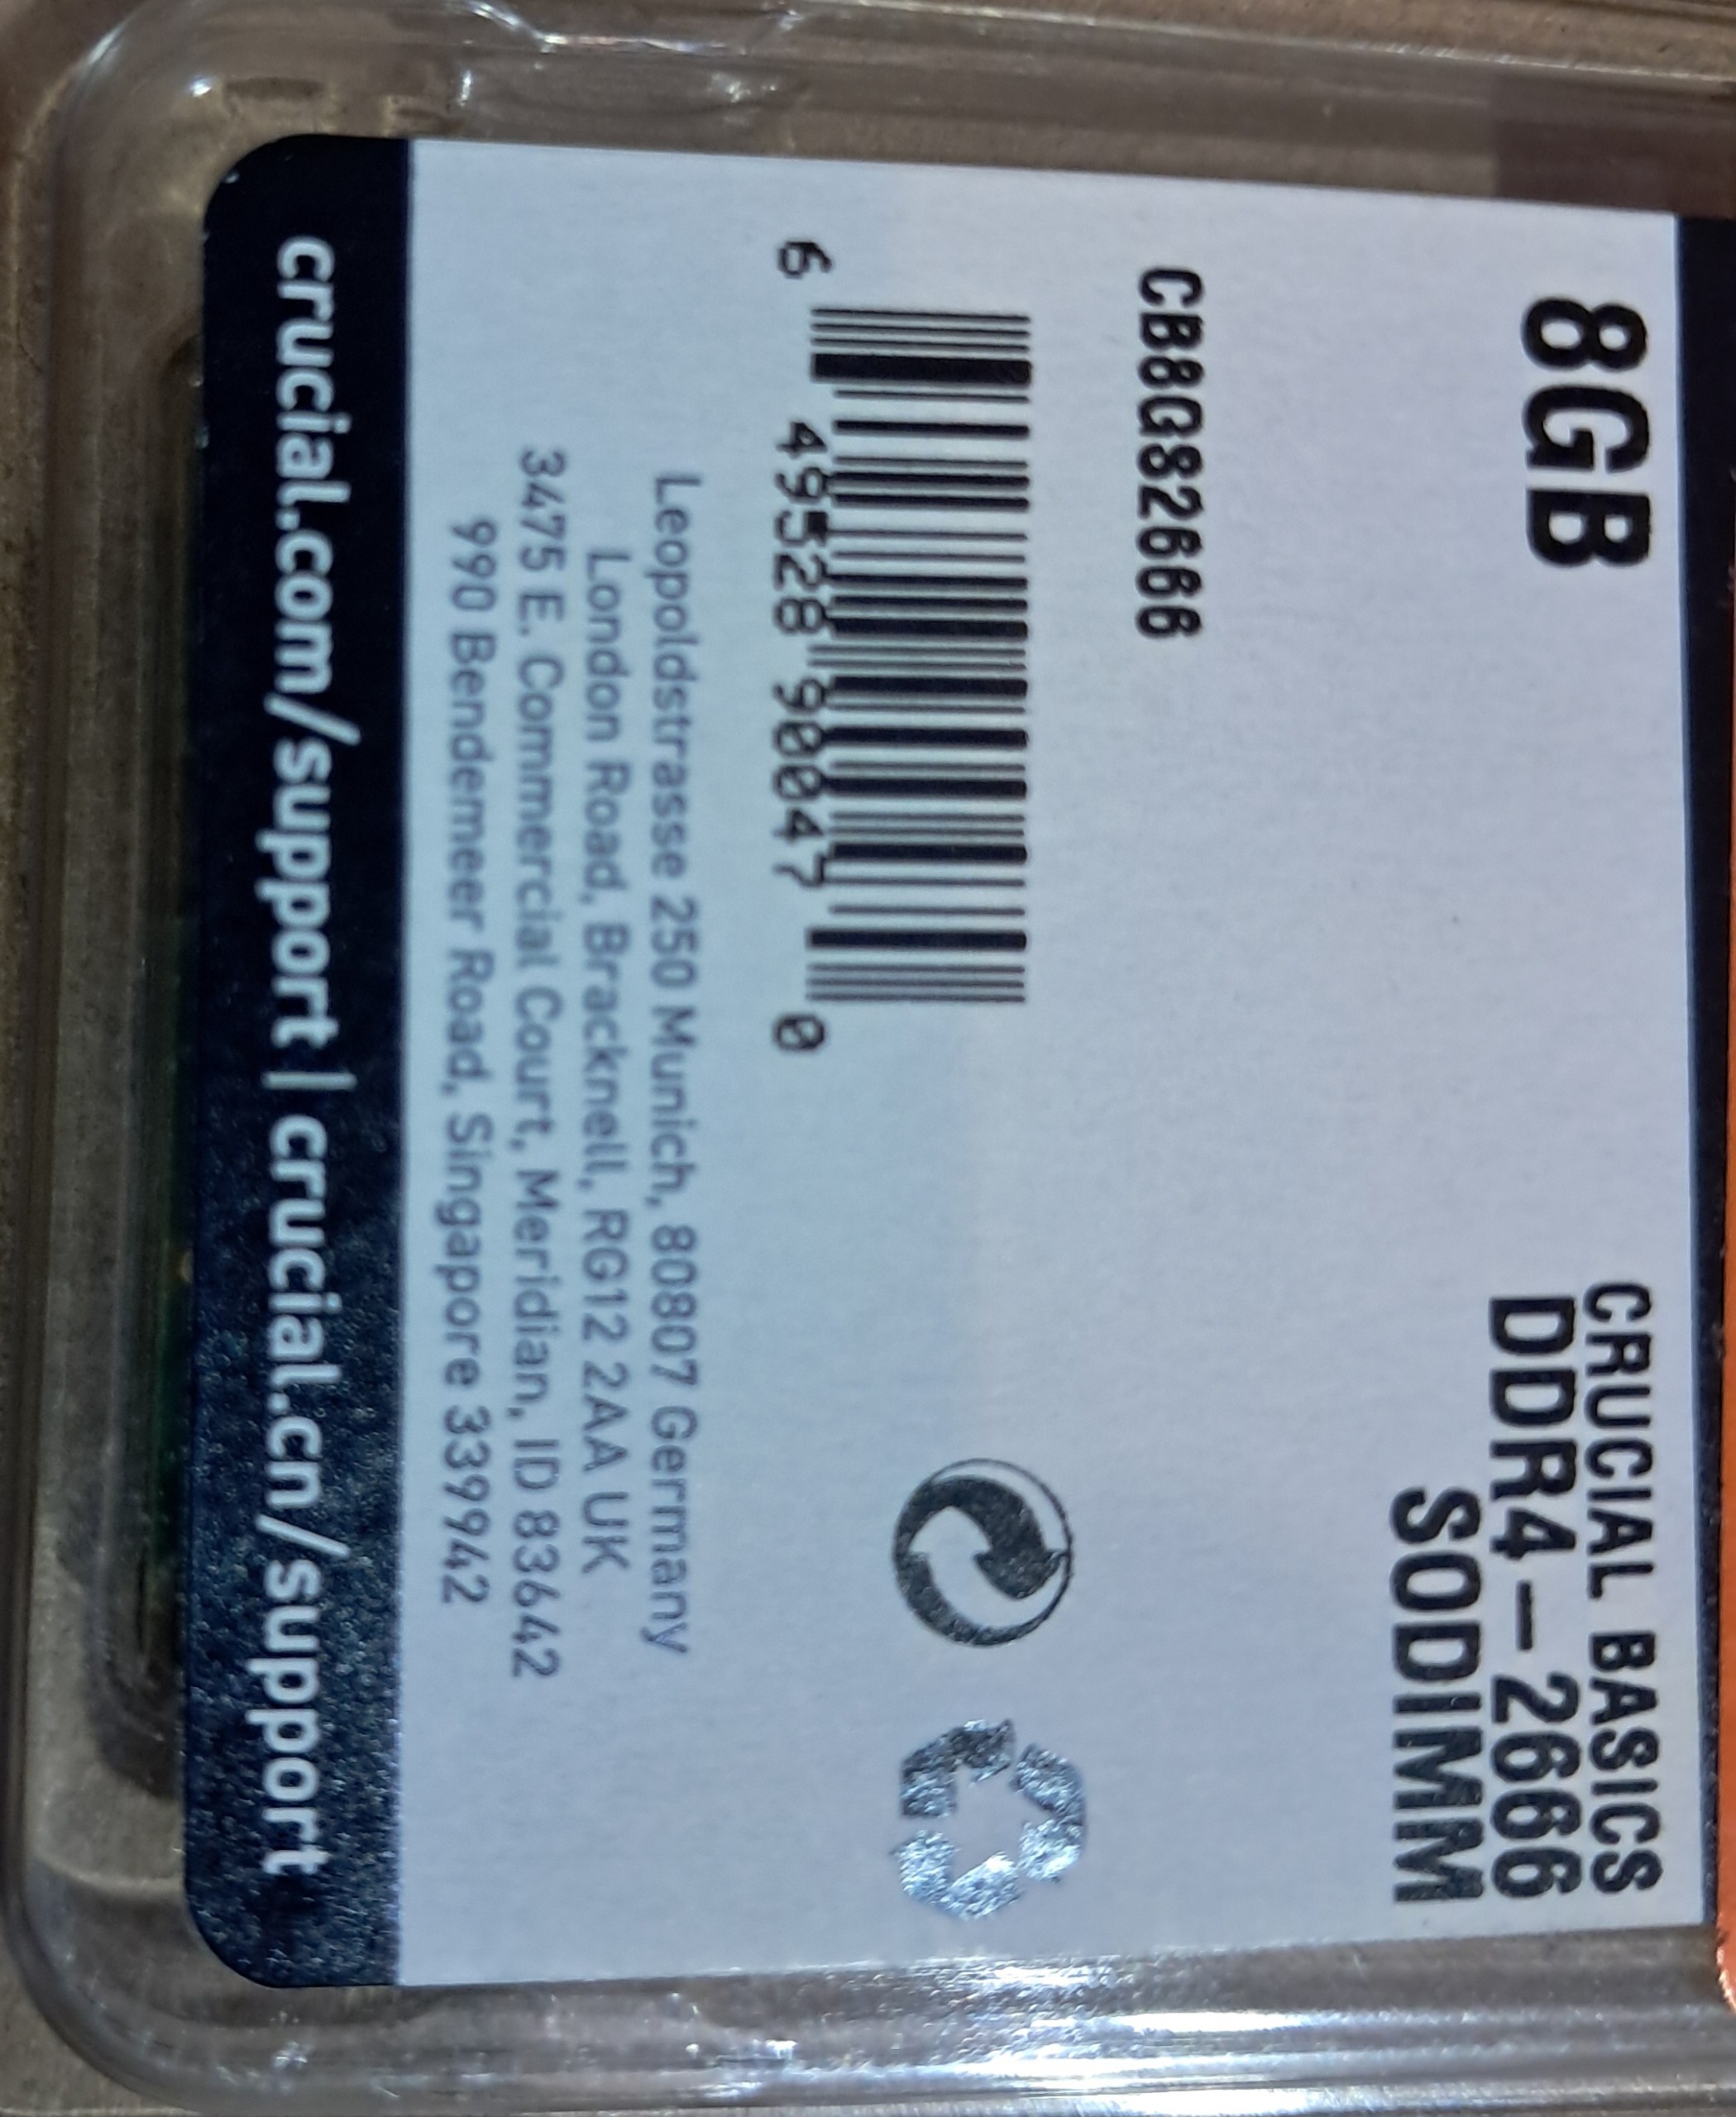 8GB
CRUCIAL BASICS
DDR4-2666
SODIMM
CB8GS2666
6 49528 90047 0
Leopoldstrasse 250 Munich, 80807 Germany
London Road, Bracknell, RG12 2AA UK
3475 E. Commercial Court, Meridian, ID 83642
990 Bendemeer Road, Singapore 339942
crucial.com/support | crucial.cn/support